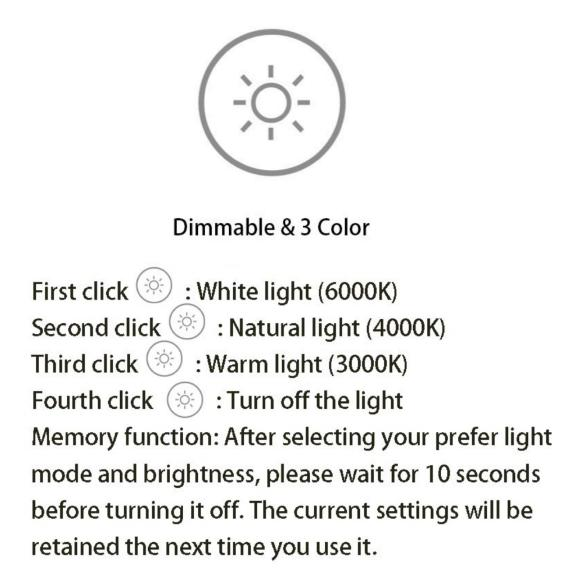 Dimmable & 3 Color
First click : White light (6000K)
Second click : Natural light (4000K)
Third click : Warm light (3000K)
Fourth click : Turn off the light
Memory function: After selecting your prefer light
mode and brightness, please wait for 10 seconds
before turning it off. The current settings will be
retained the next time you use it.